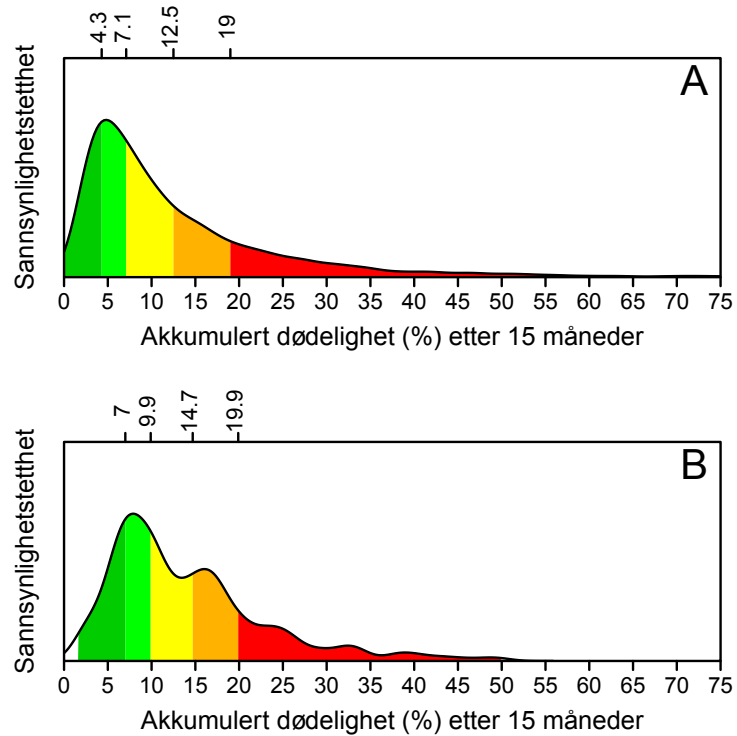 4.3 7.1 12.5 19
A
Sannsynlighetstetthet
0 5 10 15 20 25 30 35 40 45 50 55 60 65 70 75
Akkumulert dødelighet (%) etter 15 måneder
7 9.9 14.7 19.9
B
Sannsynlighetstetthet
0 5 10 15 20 25 30 35 40 45 50 55 60 65 70 75
Akkumulert dødelighet (%) etter 15 måneder